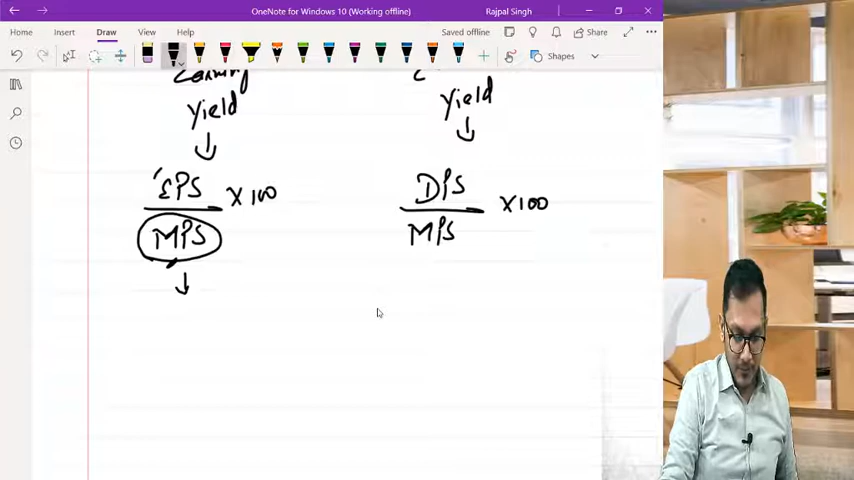 OneNote for Windows 10 (Working offline)
Rajpal Singh
Home Insert Draw View Help
Saved offline
Share
Shapes
Earning
Yield Yield
↓ ↓
EPS X 100
MPS
DPS X 100
MPS
↓